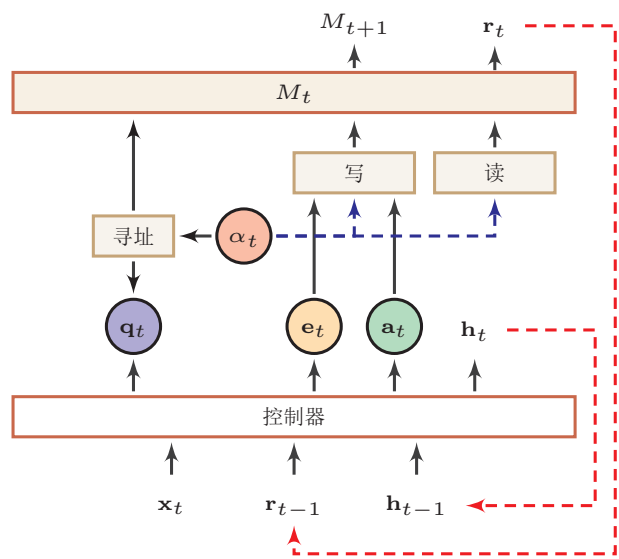 M_{t+1} r_t
M_t
写 读
寻址 α_t
q_t e_t a_t h_t
控制器
x_t r_{t−1} h_{t−1}